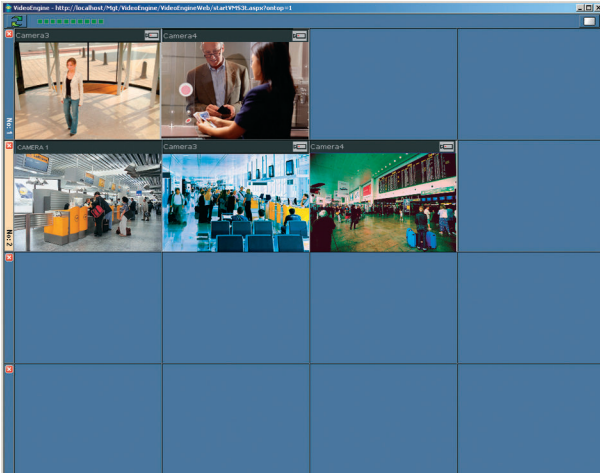 VideoEngine - http://localhost/Mgt/VideoEngine/VideoEngineWeb/startVMS3t.aspx?ontop=1
Camera3
Camera4
No: 1
CAMERA 1
Camera3
Camera4
No: 2